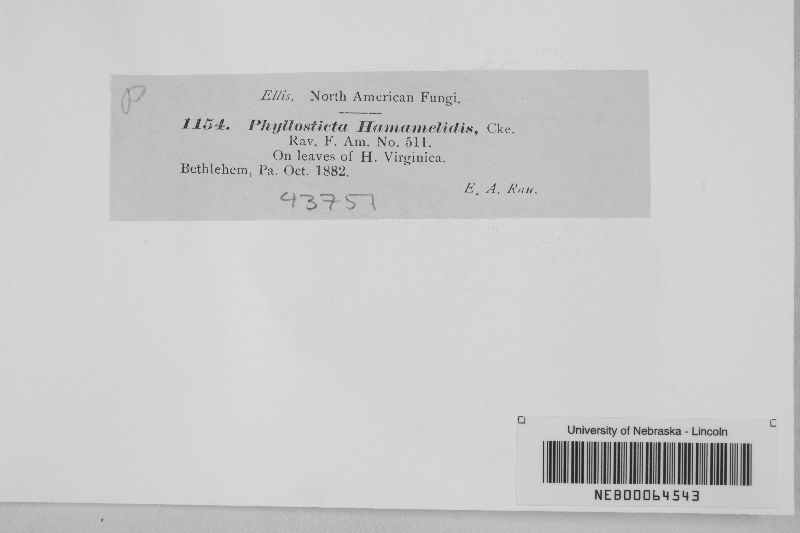 P
Ellis. North American Fungi.
1154. Phyllosticta Hamamelidis, Cke.
Rav. F. Am. No. 511.
On leaves of H. Virginica.
Bethlehem, Pa. Oct. 1882.
E. A. Rau.
43751
University of Nebraska - Lincoln
NEB00064543